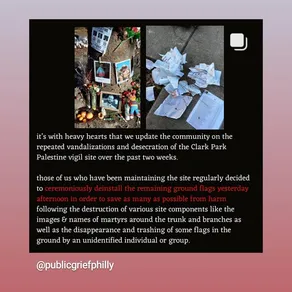 it's with heavy hearts that we update the community on the
repeated vandalizations and desecration of the Clark Park
Palestine vigil site over the past two weeks.
those of us who have been maintaining the site regularly decided
to ceremoniously deinstall the remaining ground flags yesterday
afternoon in order to save as many as possible from harm
following the destruction of various site components like the
images & names of martyrs around the trunk and branches as
well as the disappearance and trashing of some flags in the
ground by an unidentified individual or group.
@publicgriefphilly